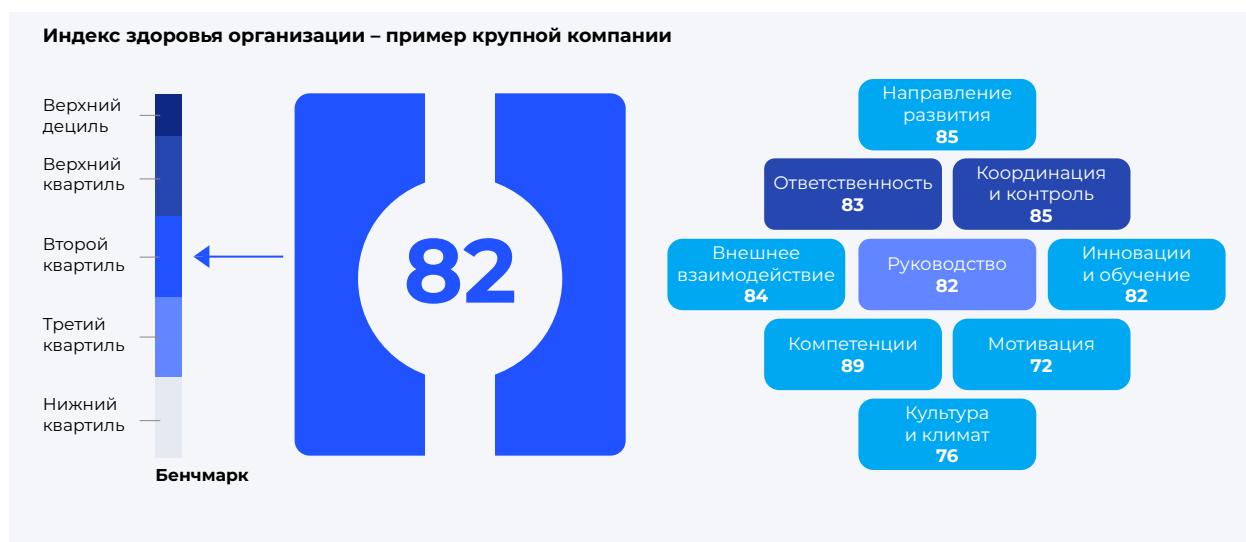 Индекс здоровья организации – пример крупной компании
Верхний
дециль
Верхний
квартиль
Второй
квартиль
Третий
квартиль
Нижний
квартиль
Бенчмарк
82
Направление
развития
85
Ответственность
83
Координация
и контроль
85
Внешнее
взаимодействие
84
Руководство
82
Инновации
и обучение
82
Компетенции
89
Мотивация
72
Культура
и климат
76